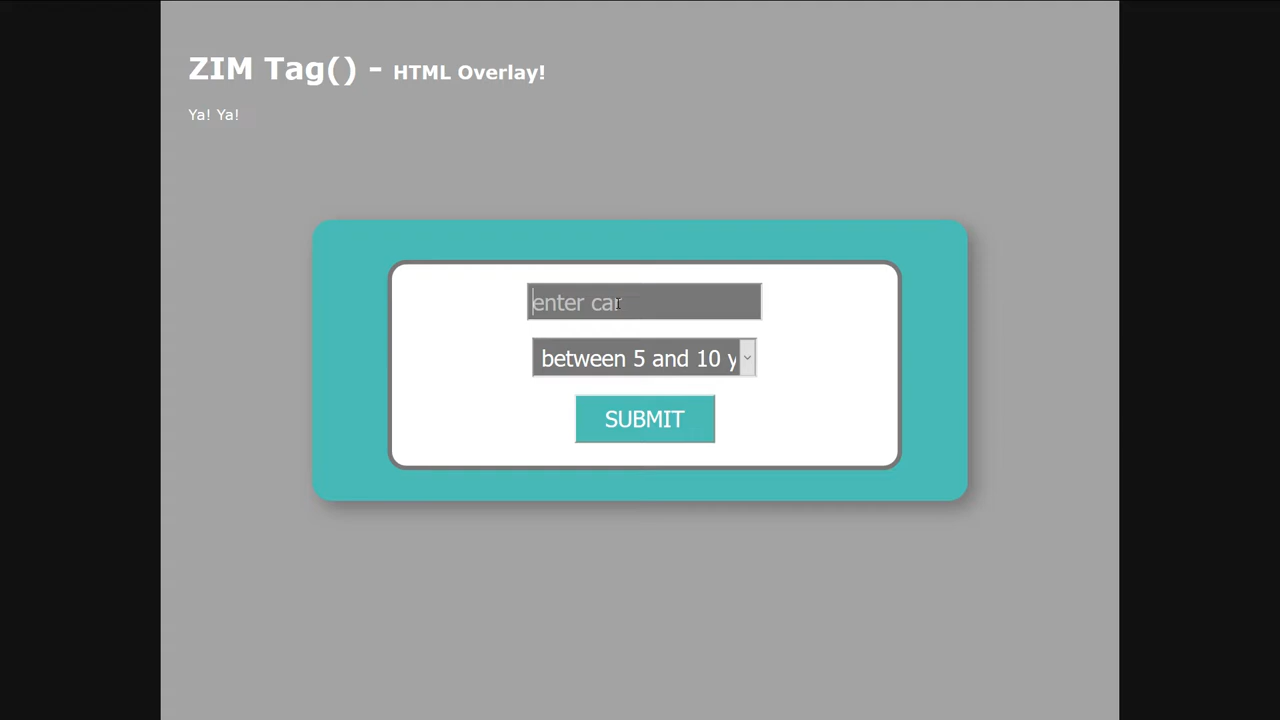 ZIM Tag() - HTML Overlay!
Ya! Ya!
enter car
between 5 and 10 y
SUBMIT